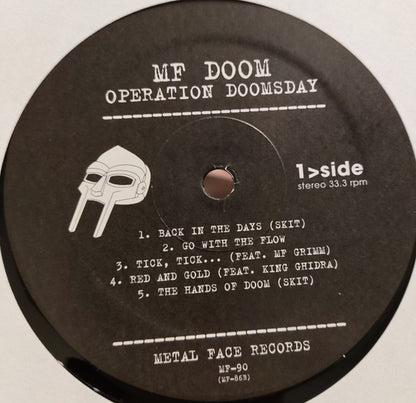 MF DOOM
OPERATION DOOMSDAY
1>side
stereo 33.3 rpm
1. BACK IN THE DAYS (SKIT)
2. GO WITH THE FLOW
3. TICK, TICK... (FEAT. MF GRIMM)
4. RED AND GOLD (FEAT. KING GHIDRA)
5. THE HANDS OF DOOM (SKIT)
METAL FACE RECORDS
MF-90
(MF-86B)